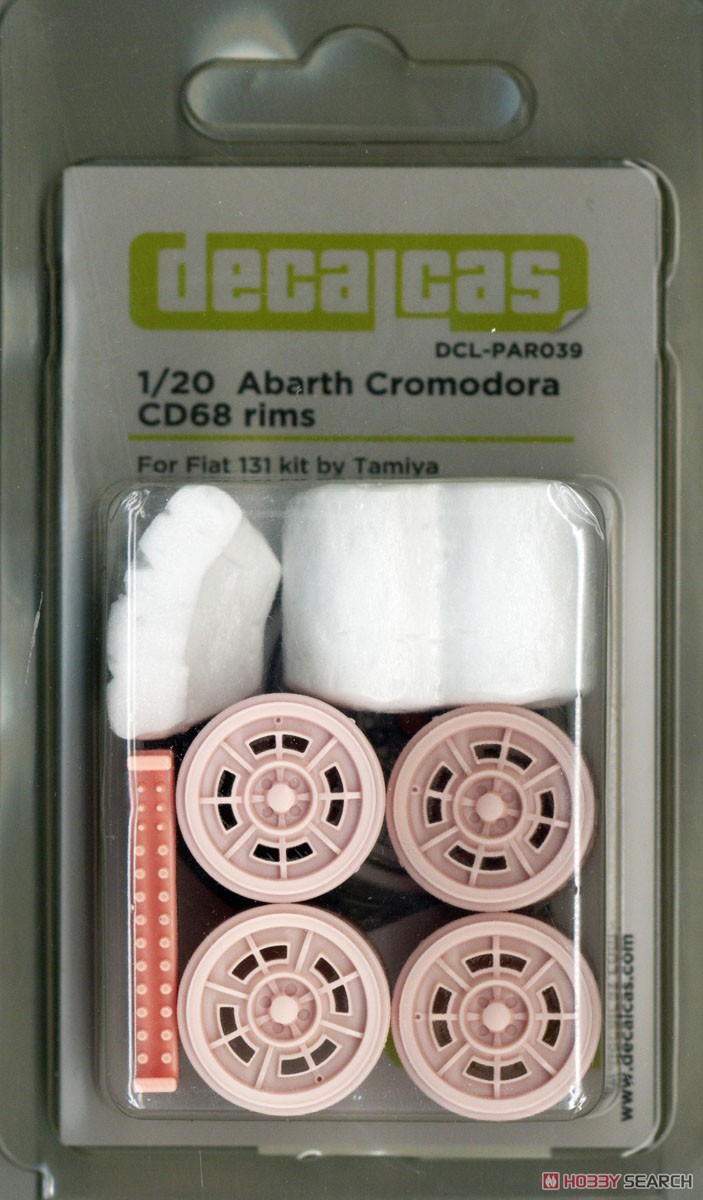 decalcas
DCL-PAR039
1/20 Abarth Cromodora
CD68 rims
For Fiat 131 kit by Tamiya
www.decalcas.com
HOBBY SEARCH